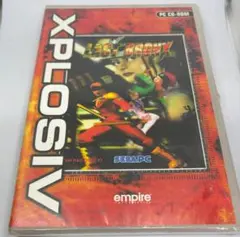 PC CD-ROM
XPLOSIV
SEGA PC
empire